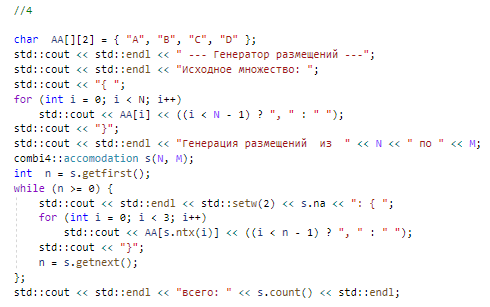 //4
char AA[][2] = { "A", "B", "C", "D" };
std::cout << std::endl << " --- Генератор размещений ---";
std::cout << std::endl << "Исходное множество: ";
std::cout << "{ ";
for (int i = 0; i < N; i++)
std::cout << AA[i] << ((i < N - 1) ? ", " : " ");
std::cout << "}";
std::cout << std::endl << "Генерация размещений  из  " << N << " по " << M;
combi4::accomodation s(N, M);
int  n = s.getfirst();
while (n >= 0) {
std::cout << std::endl << std::setw(2) << s.na << ": { ";
for (int i = 0; i < 3; i++)
std::cout << AA[s.ntx(i)] << ((i < n - 1) ? ", " : " ");
std::cout << "}";
n = s.getnext();
};
std::cout << std::endl << "всего: " << s.count() << std::endl;